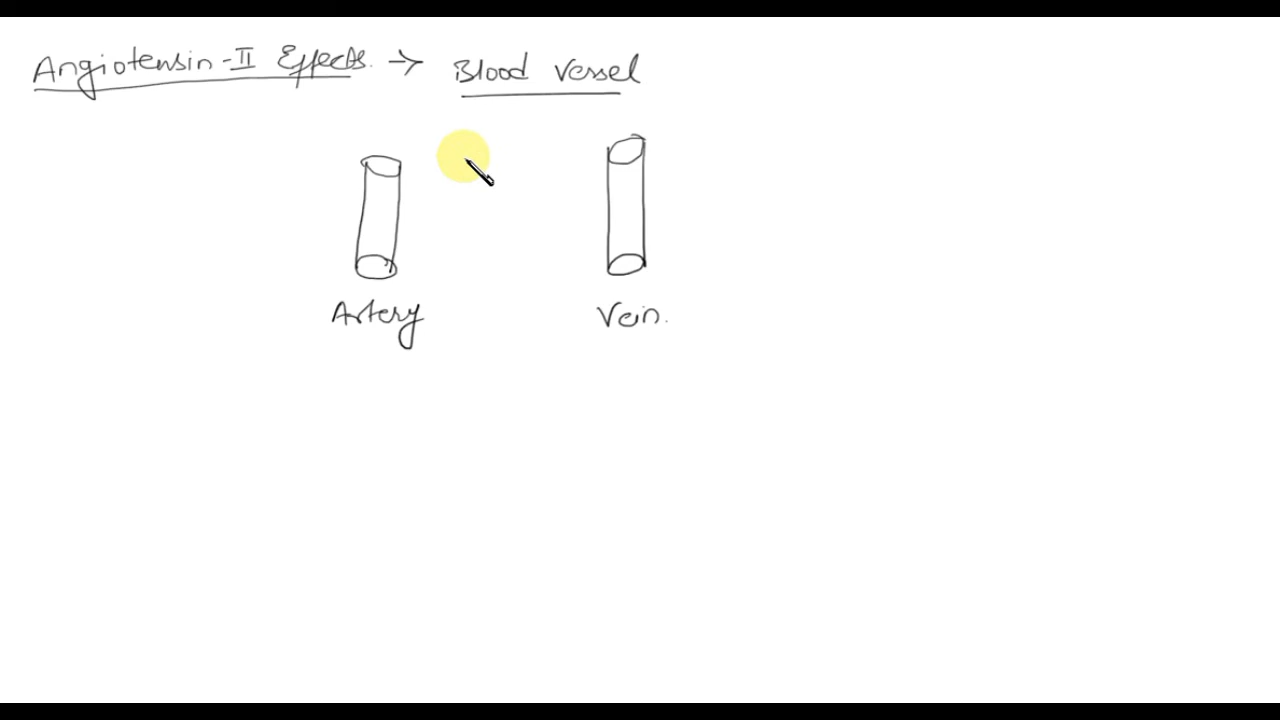 Angiotensin-II Effects. → Blood Vessel
Artery
Vein.